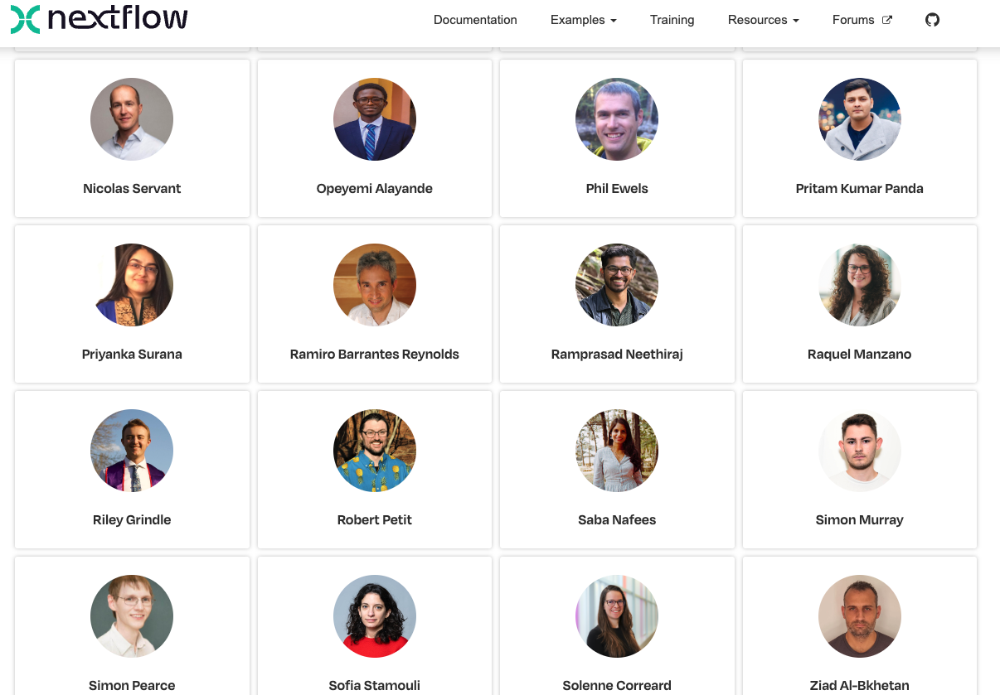 nextflow
Documentation Examples Training Resources Forums
Nicolas Servant
Opeyemi Alayande
Phil Ewels
Pritam Kumar Panda
Priyanka Surana
Ramiro Barrantes Reynolds
Ramprasad Neethiraj
Raquel Manzano
Riley Grindle
Robert Petit
Saba Nafees
Simon Murray
Simon Pearce
Sofia Stamouli
Solenne Correard
Ziad Al-Bkhetan